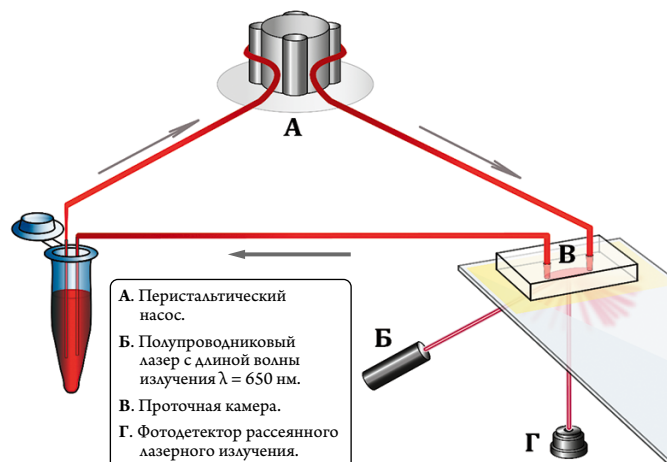 А
В
Б
Г
А. Перистальтический
насос.
Б. Полупроводниковый
лазер с длиной волны
излучения λ = 650 нм.
В. Проточная камера.
Г. Фотодетектор рассеянного
лазерного излучения.